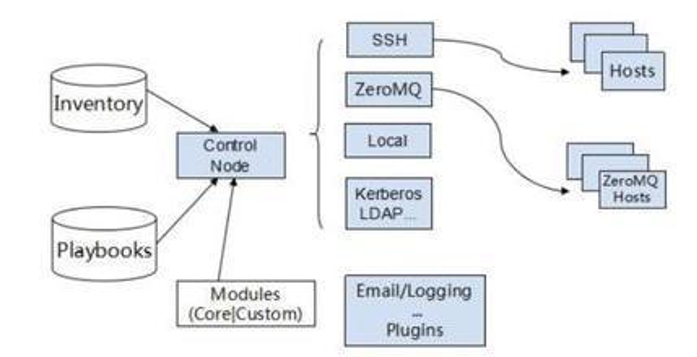 Inventory
Playbooks
Control
Node
Modules
(Core|Custom)
SSH
ZeroMQ
Local
Kerberos
LDAP...
Email/Logging
...
Plugins
Hosts
ZeroMQ
Hosts